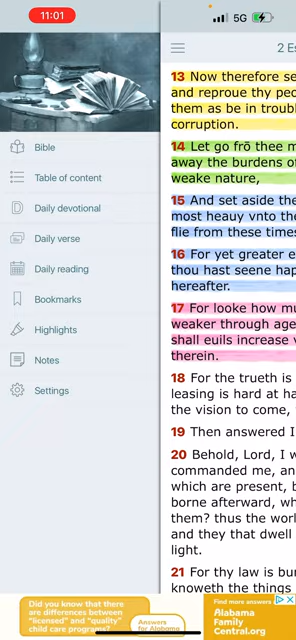 11:01
5G
2 Es
Bible
Table of content
Daily devotional
Daily verse
Daily reading
Bookmarks
Highlights
Notes
Settings
13 Now therefore se
and reproue thy peo
them as be in troub
corruption.
14 Let go frō thee m
away the burdens of
weake nature,
15 And set aside the
most heauy vnto the
flie from these times
16 For yet greater e
thou hast seene hap
hereafter.
17 For looke how mu
weaker through age
shall euils increase v
therein.
18 For the trueth is
leasing is hard at ha
the vision to come,
19 Then answered I
20 Behold, Lord, I w
commanded me, an
which are present, b
borne afterward, wh
them? thus the worl
and they that dwell
light.
21 For thy law is bur
knoweth the things
Did you know that there
are differences between
"licensed" and "quality"
child care programs?
Answers
for Alabama
Find more answers
Alabama
Family
Central.org